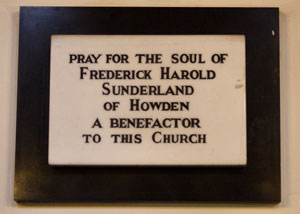 PRAY FOR THE SOUL OF
FREDERICK HAROLD
SUNDERLAND
OF HOWDEN
A BENEFACTOR
TO THIS CHURCH